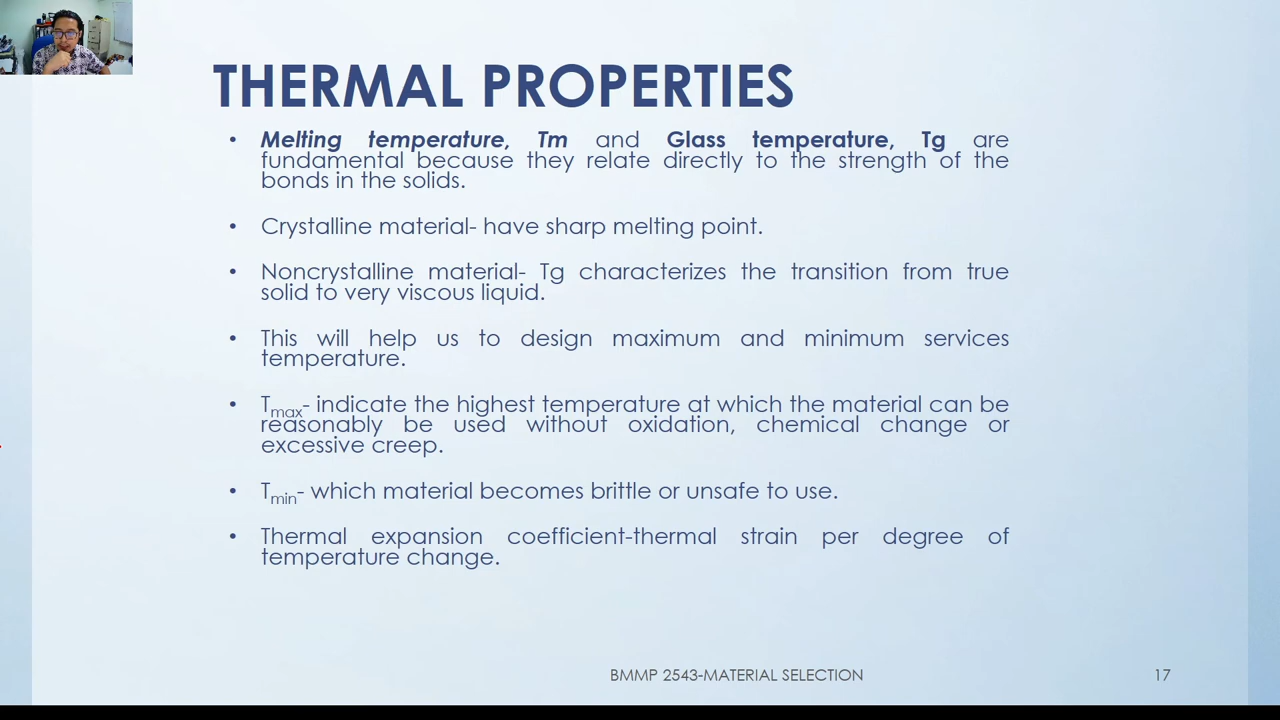 THERMAL PROPERTIES
• Melting temperature, Tm and Glass temperature, Tg are
fundamental because they relate directly to the strength of the
bonds in the solids.
• Crystalline material- have sharp melting point.
• Noncrystalline material- Tg characterizes the transition from true
solid to very viscous liquid.
• This will help us to design maximum and minimum services
temperature.
• Tmax- indicate the highest temperature at which the material can be
reasonably be used without oxidation, chemical change or
excessive creep.
• Tmin- which material becomes brittle or unsafe to use.
• Thermal expansion coefficient-thermal strain per degree of
temperature change.
BMMP 2543-MATERIAL SELECTION
17